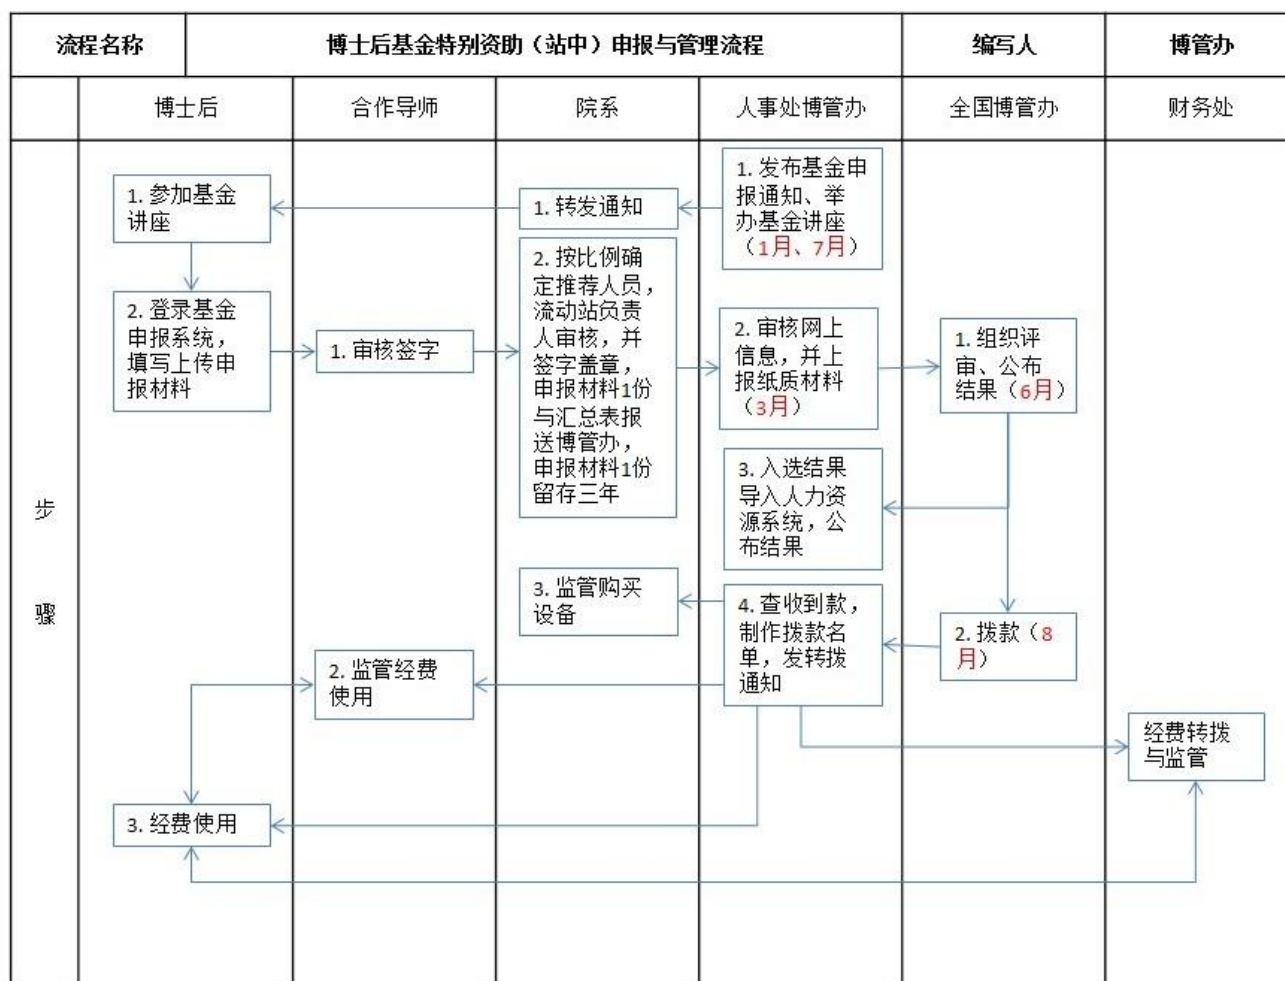 流程名称
博士后基金特别资助（站中）申报与管理流程
编写人
博管办
博士后
合作导师
院系
人事处博管办
全国博管办
财务处
步
骤
1. 参加基金
讲座
1. 转发通知
1. 发布基金申
报通知、举
办基金讲座
（1月、7月）
2. 登录基金
申报系统，
填写上传申
报材料
1. 审核签字
2. 按比例确
定推荐人员，
流动站负责
人审核，并
签字盖章，
申报材料1份
与汇总表报
送博管办，
申报材料1份
留存三年
2. 审核网上
信息，并上
报纸质材料
（3月）
1. 组织评
审、公布
结果（6月）
3. 入选结果
导入人力资
源系统，公
布结果
3. 监管购买
设备
4. 查收到款，
制作拨款名
单，发转拨
通知
2. 拨款（8
月）
2. 监管经费
使用
经费转拨
与监管
3. 经费使用